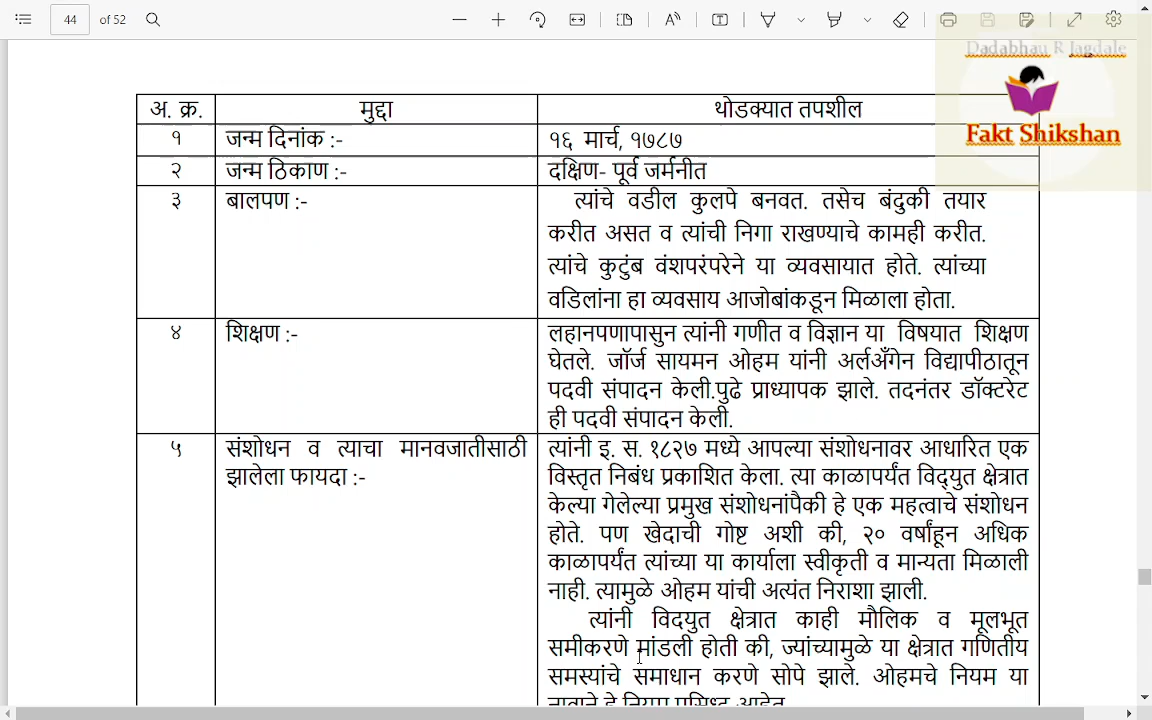 44 of 52
Dadabhau R Jagdale
Fakt Shikshan
अ. क्र. मुद्दा थोडक्यात तपशील
१ जन्म दिनांक :- १६ मार्च, १७८७
२ जन्म ठिकाण :- दक्षिण- पूर्व जर्मनीत
३ बालपण :- त्यांचे वडील कुलपे बनवत. तसेच बंदुकी तयार
करीत असत व त्यांची निगा राखण्याचे कामही करीत.
त्यांचे कुटुंब वंशपरंपरेने या व्यवसायात होते. त्यांच्या
वडिलांना हा व्यवसाय आजोबांकडून मिळाला होता.
४ शिक्षण :- लहानपणापासुन त्यांनी गणीत व विज्ञान या विषयात शिक्षण
घेतले. जॉर्ज सायमन ओहम यांनी अर्लअँगेन विद्यापीठातून
पदवी संपादन केली.पुढे प्राध्यापक झाले. तदनंतर डॉक्टरेट
ही पदवी संपादन केली.
५ संशोधन व त्याचा मानवजातीसाठी त्यांनी इ. स. १८२७ मध्ये आपल्या संशोधनावर आधारित एक
झालेला फायदा :- विस्तृत निबंध प्रकाशित केला. त्या काळापर्यंत विद्युत क्षेत्रात
केल्या गेलेल्या प्रमुख संशोधनांपैकी हे एक महत्वाचे संशोधन
होते. पण खेदाची गोष्ट अशी की, २० वर्षाहून अधिक
काळापर्यंत त्यांच्या या कार्याला स्वीकृती व मान्यता मिळाली
नाही. त्यामुळे ओहम यांची अत्यंत निराशा झाली.
त्यांनी विदयुत क्षेत्रात काही मौलिक व मूलभूत
समीकरणे मांडली होती की, ज्यांच्यामुळे या क्षेत्रात गणितीय
समस्यांचे समाधान करणे सोपे झाले. ओहमचे नियम या
नावाने हे नियम प्रसिध्द आहेत.